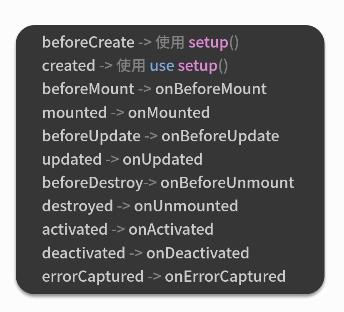 beforeCreate -> 使用 setup()
created -> 使用 use setup()
beforeMount -> onBeforeMount
mounted -> onMounted
beforeUpdate -> onBeforeUpdate
updated -> onUpdated
beforeDestroy-> onBeforeUnmount
destroyed -> onUnmounted
activated -> onActivated
deactivated -> onDeactivated
errorCaptured -> onErrorCaptured